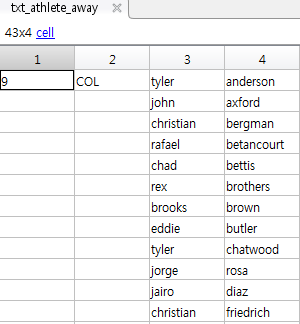 txt_athlete_away
43x4 cell
1 2 3 4
9 COL tyler anderson
john axford
christian bergman
rafael betancourt
chad bettis
rex brothers
brooks brown
eddie butler
tyler chatwood
jorge rosa
jairo diaz
christian friedrich